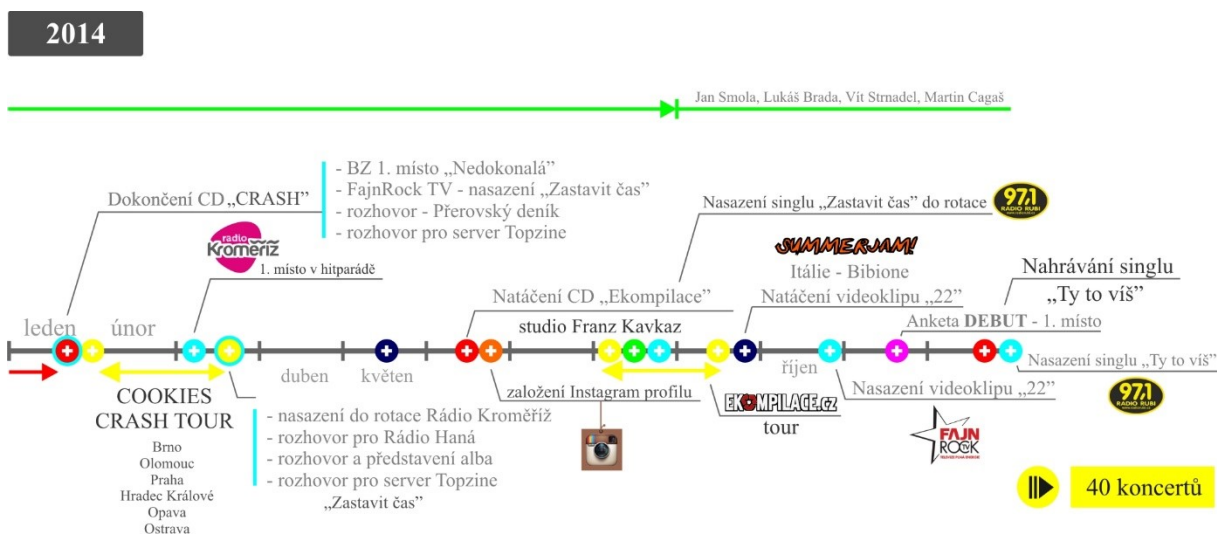 2014
Jan Smola, Lukáš Brada, Vít Strnadel, Martin Cagaš
Dokončení CD „CRASH”
- BZ 1. místo „Nedokonalá”
- FajnRock TV - nasazení „Zastavit čas”
- rozhovor - Přerovský deník
- rozhovor pro server Topzine
radio
Kroměříž
1. místo v hitparádě
Nasazení singlu „Zastavit čas” do rotace
97,1
RADIO RUBI
SUMMERJAM!
Itálie - Bibione
Natáčení CD „Ekompilace”
studio Franz Kavkaz
Natáčení videoklipu „22”
Nahrávání singlu
„Ty to víš”
Anketa DEBUT - 1. místo
leden
únor
duben
květen
říjen
COOKIES
CRASH TOUR
Brno
Olomouc
Praha
Hradec Králové
Opava
Ostrava
- nasazení do rotace Rádio Kroměříž
- rozhovor pro Rádio Haná
- rozhovor a představení alba
- rozhovor pro server Topzine
„Zastavit čas”
založení Instagram profilu
EKOMPILACE.cz
tour
Nasazení videoklipu „22”
FAJN
ROCK
TV
Nasazení singlu „Ty to víš”
97,1
RADIO RUBI
40 koncertů